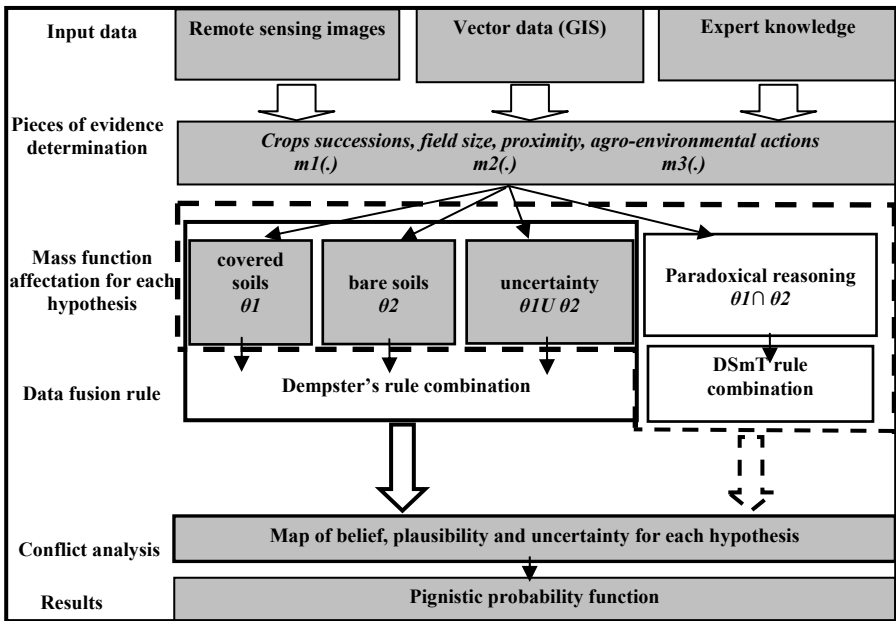 Input data
Remote sensing images
Vector data (GIS)
Expert knowledge
Pieces of evidence
determination
Crops successions, field size, proximity, agro-environmental actions
m1(.) m2(.) m3(.)
Mass function
affectation for each
hypothesis
covered
soils
θ1
bare soils
θ2
uncertainty
θ1U θ2
Paradoxical reasoning
θ1∩ θ2
Data fusion rule
Dempster’s rule combination
DSmT rule
combination
Conflict analysis
Map of belief, plausibility and uncertainty for each hypothesis
Results
Pignistic probability function